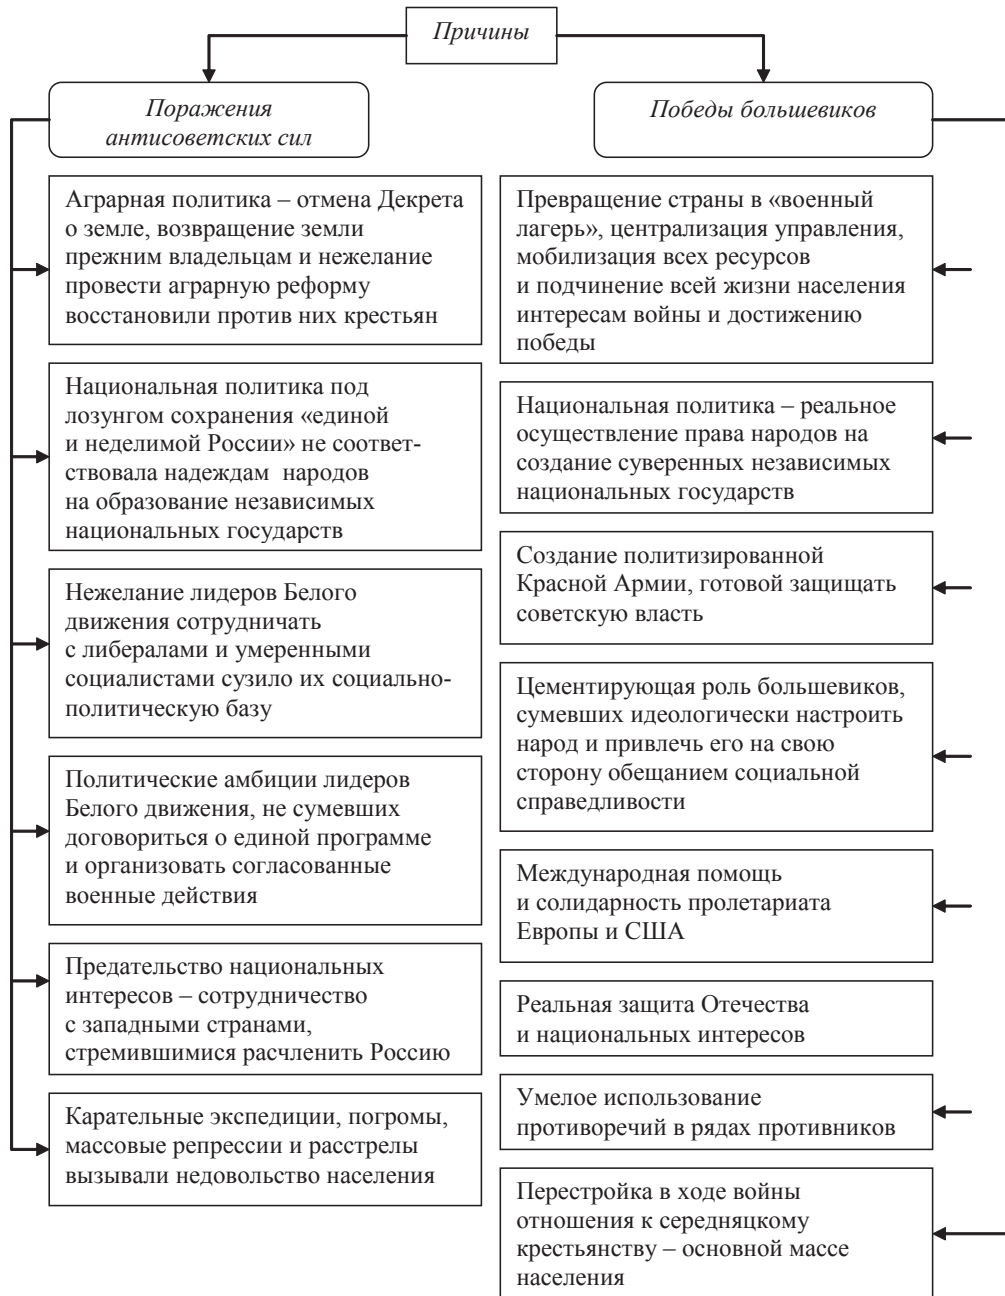 Причины
Поражения
антисоветских сил
Аграрная политика – отмена Декрета
о земле, возвращение земли
прежним владельцам и нежелание
провести аграрную реформу
восстановили против них крестьян
Национальная политика под
лозунгом сохранения «единой
и неделимой России» не соответ-
ствовала надеждам народов
на образование независимых
национальных государств
Нежелание лидеров Белого
движения сотрудничать
с либералами и умеренными
социалистами сузило их социально-
политическую базу
Политические амбиции лидеров
Белого движения, не сумевших
договориться о единой программе
и организовать согласованные
военные действия
Предательство национальных
интересов – сотрудничество
с западными странами,
стремившимися расчленить Россию
Карательные экспедиции, погромы,
массовые репрессии и расстрелы
вызывали недовольство населения
Победы большевиков
Превращение страны в «военный
лагерь», централизация управления,
мобилизация всех ресурсов
и подчинение всей жизни населения
интересам войны и достижению
победы
Национальная политика – реальное
осуществление права народов на
создание суверенных независимых
национальных государств
Создание политизированной
Красной Армии, готовой защищать
советскую власть
Цементирующая роль большевиков,
сумевших идеологически настроить
народ и привлечь его на свою
сторону обещанием социальной
справедливости
Международная помощь
и солидарность пролетариата
Европы и США
Реальная защита Отечества
и национальных интересов
Умелое использование
противоречий в рядах противников
Перестройка в ходе войны
отношения к середняцкому
крестьянству – основной массе
населения